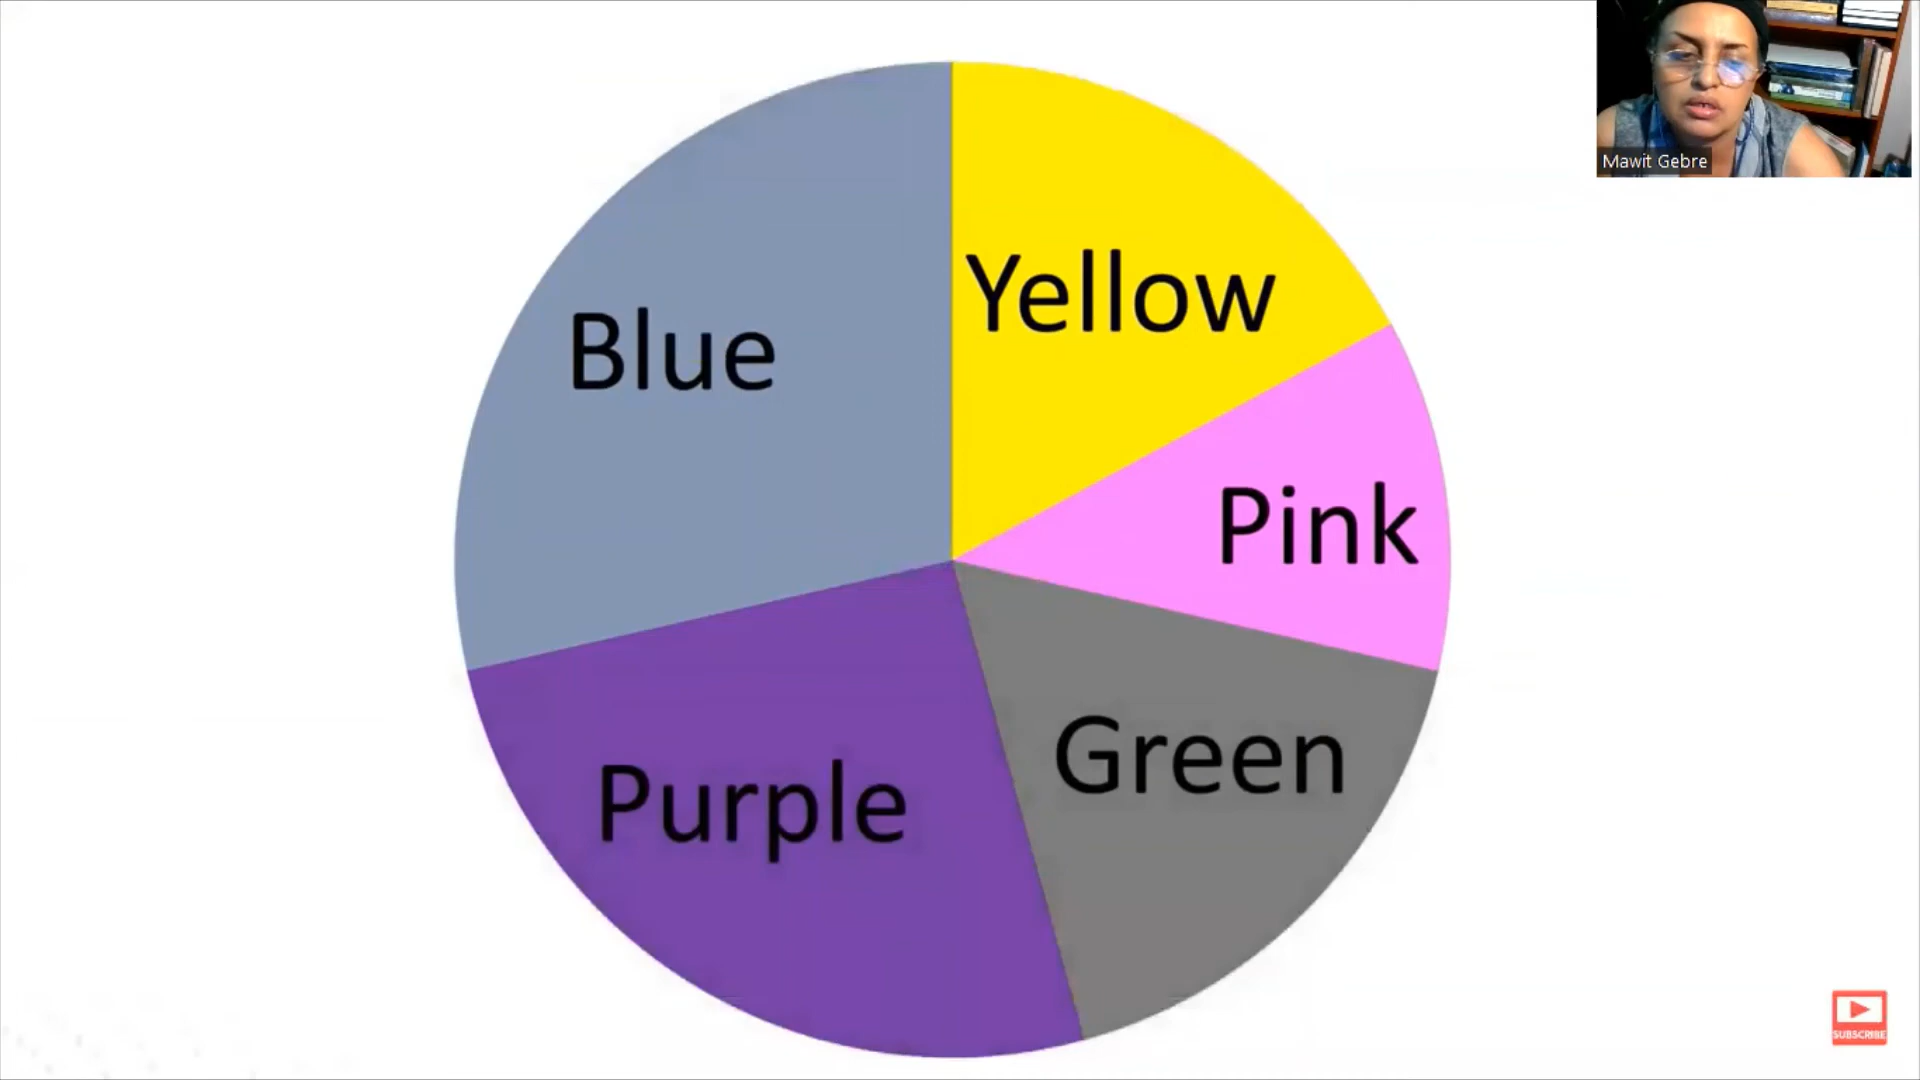 Mawit Gebre
Yellow
Blue
Pink
Green
Purple
SUBSCRIBE